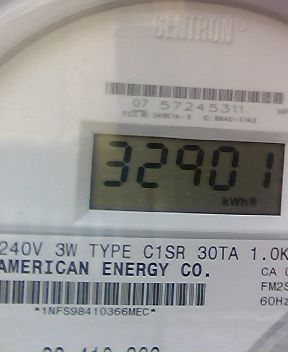 CENTRON®
07 57245311
32901
kWh
240V 3W TYPE C1SR 30TA 1.0K
AMERICAN ENERGY CO.
CA
FM2S
60Hz
*1NFS98410366MEC*